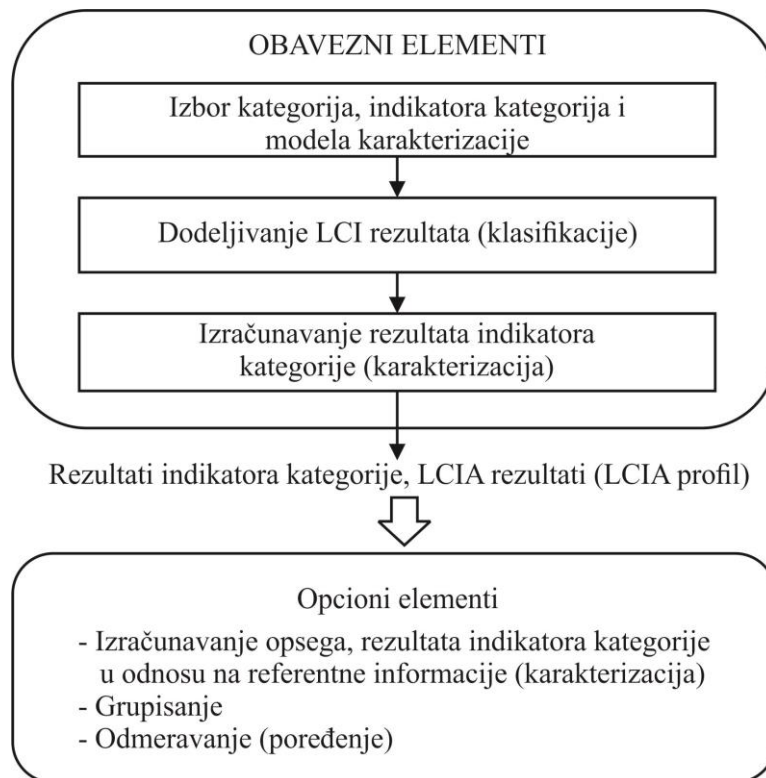 OBAVEZNI ELEMENTI
Izbor kategorija, indikatora kategorija i
modela karakterizacije
Dodeljivanje LCI rezultata (klasifikacije)
Izračunavanje rezultata indikatora
kategorije (karakterizacija)
Rezultati indikatora kategorije, LCIA rezultati (LCIA profil)
Opcioni elementi
- Izračunavanje opsega, rezultata indikatora kategorije
u odnosu na referentne informacije (karakterizacija)
- Grupisanje
- Odmeravanje (poređenje)